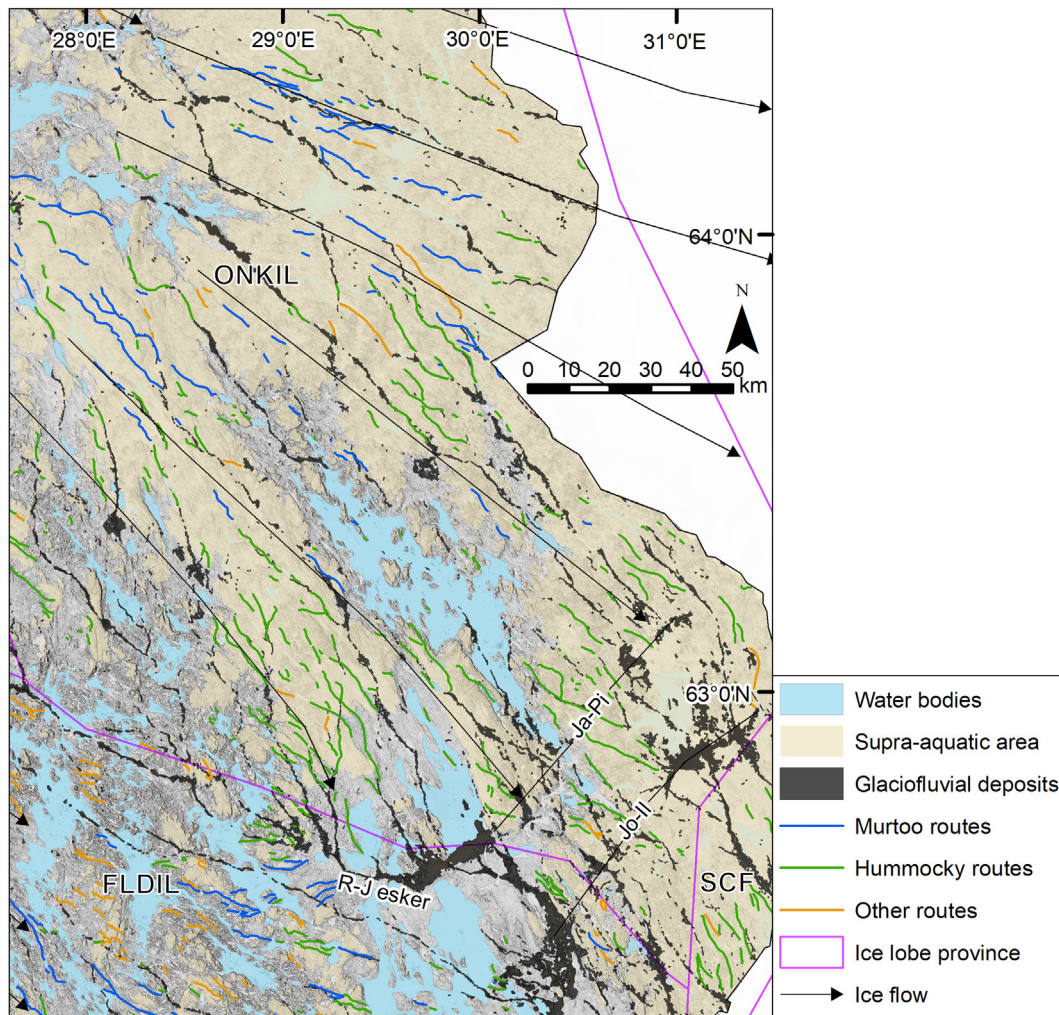 28°0'E 29°0'E 30°0'E 31°0'E
64°0'N
ONKIL
N
0 10 20 30 40 50
km
63°0'N
Ja-Pi
Jo-II
R-J esker
FLDIL
SCF
Water bodies
Supra-aquatic area
Glaciofluvial deposits
Murtoo routes
Hummocky routes
Other routes
Ice lobe province
Ice flow